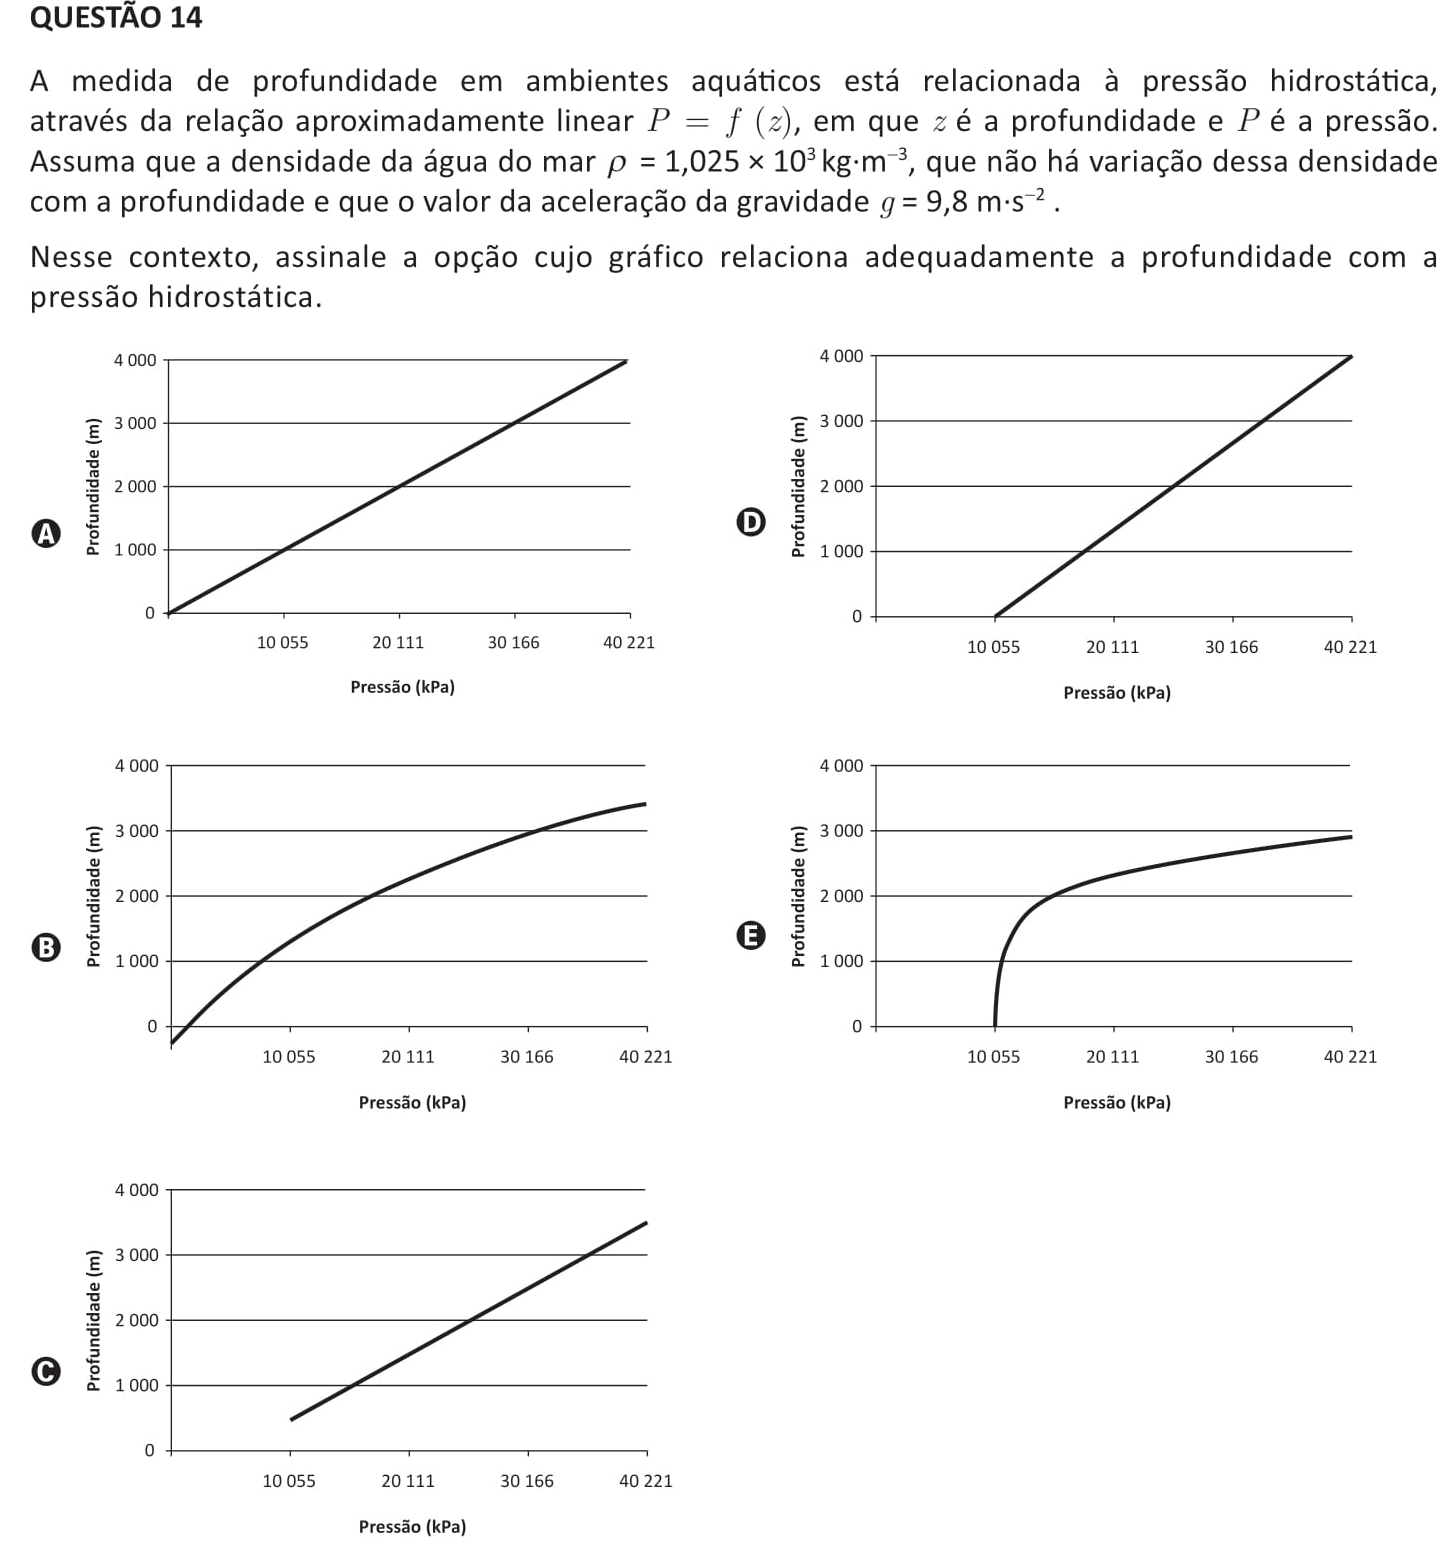 QUESTÃO 14
A medida de profundidade em ambientes aquáticos está relacionada à pressão hidrostática,
através da relação aproximadamente linear P = f (z), em que z é a profundidade e P é a pressão.
Assuma que a densidade da água do mar ρ = 1,025 × 10³ kg·m⁻³, que não há variação dessa densidade
com a profundidade e que o valor da aceleração da gravidade g = 9,8 m·s⁻² .
Nesse contexto, assinale a opção cujo gráfico relaciona adequadamente a profundidade com a
pressão hidrostática.
A
Profundidade (m)
4 000
3 000
2 000
1 000
0
10 055 20 111 30 166 40 221
Pressão (kPa)
D
Profundidade (m)
4 000
3 000
2 000
1 000
0
10 055 20 111 30 166 40 221
Pressão (kPa)
B
Profundidade (m)
4 000
3 000
2 000
1 000
0
10 055 20 111 30 166 40 221
Pressão (kPa)
E
Profundidade (m)
4 000
3 000
2 000
1 000
0
10 055 20 111 30 166 40 221
Pressão (kPa)
C
Profundidade (m)
4 000
3 000
2 000
1 000
0
10 055 20 111 30 166 40 221
Pressão (kPa)